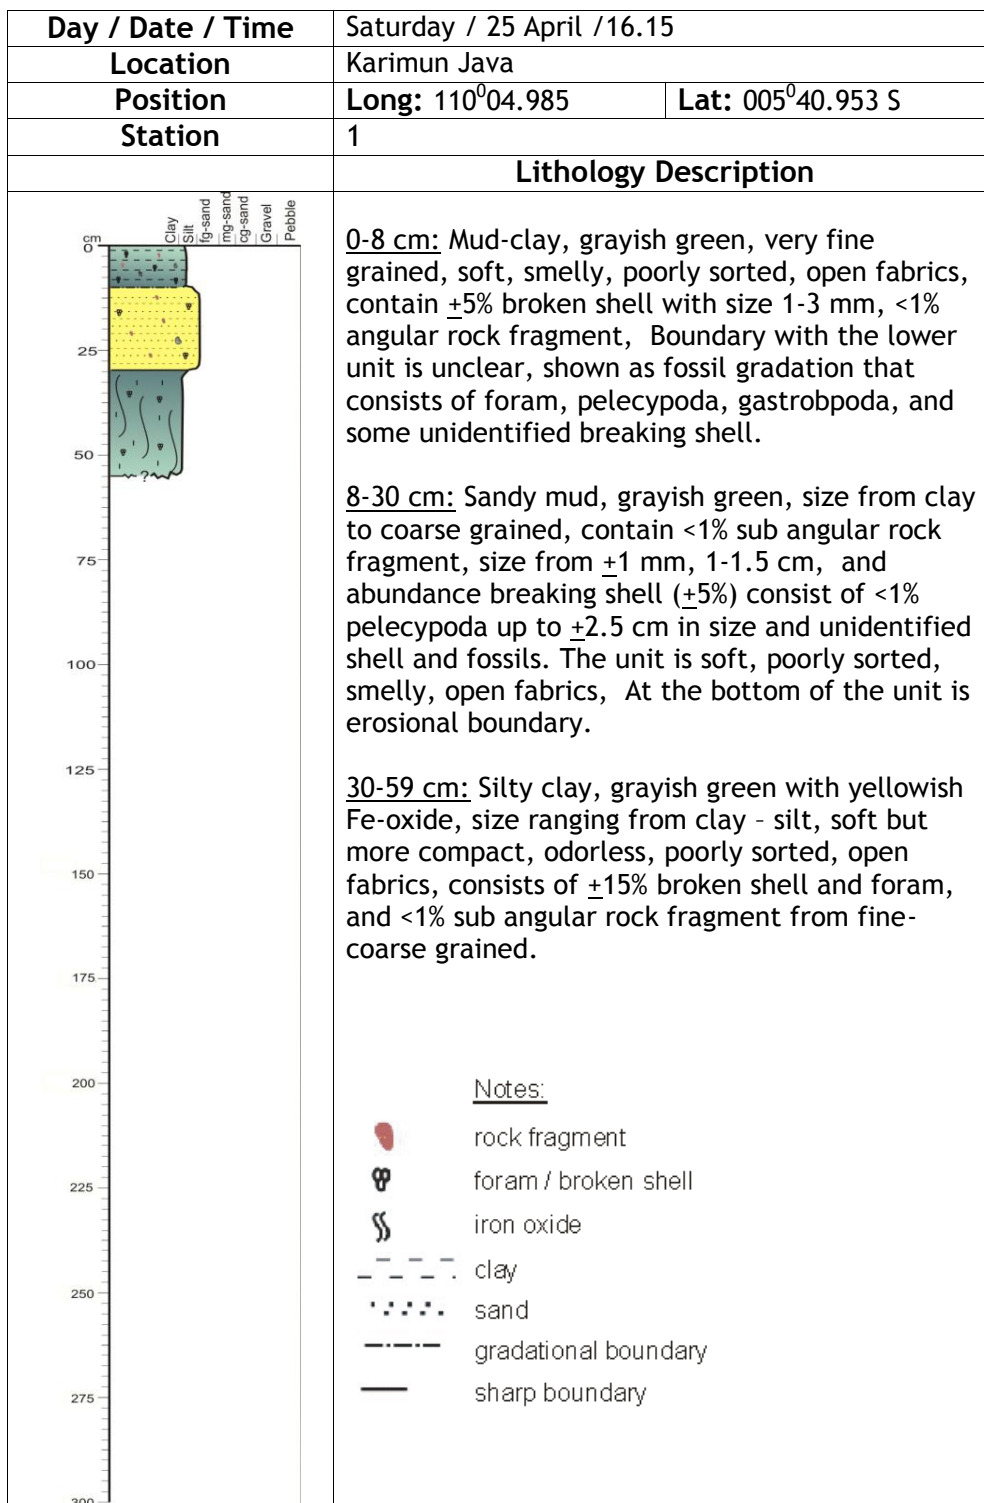 Day / Date / Time
Saturday / 25 April /16.15
Location
Karimun Java
Position
Long: 110⁰04.985
Lat: 005⁰40.953 S
Station
1
Lithology Description
Clay
Silt
fg-sand
mg-sand
cg-sand
Gravel
Pebble
cm
0
25
50
?
75
100
125
150
175
200
225
250
275
300
0-8 cm: Mud-clay, grayish green, very fine
grained, soft, smelly, poorly sorted, open fabrics,
contain ±5% broken shell with size 1-3 mm, <1%
angular rock fragment, Boundary with the lower
unit is unclear, shown as fossil gradation that
consists of foram, pelecypoda, gastrobpoda, and
some unidentified breaking shell.
8-30 cm: Sandy mud, grayish green, size from clay
to coarse grained, contain <1% sub angular rock
fragment, size from ±1 mm, 1-1.5 cm, and
abundance breaking shell (±5%) consist of <1%
pelecypoda up to ±2.5 cm in size and unidentified
shell and fossils. The unit is soft, poorly sorted,
smelly, open fabrics, At the bottom of the unit is
erosional boundary.
30-59 cm: Silty clay, grayish green with yellowish
Fe-oxide, size ranging from clay – silt, soft but
more compact, odorless, poorly sorted, open
fabrics, consists of ±15% broken shell and foram,
and <1% sub angular rock fragment from fine-
coarse grained.
Notes:
rock fragment
foram / broken shell
iron oxide
clay
sand
gradational boundary
sharp boundary